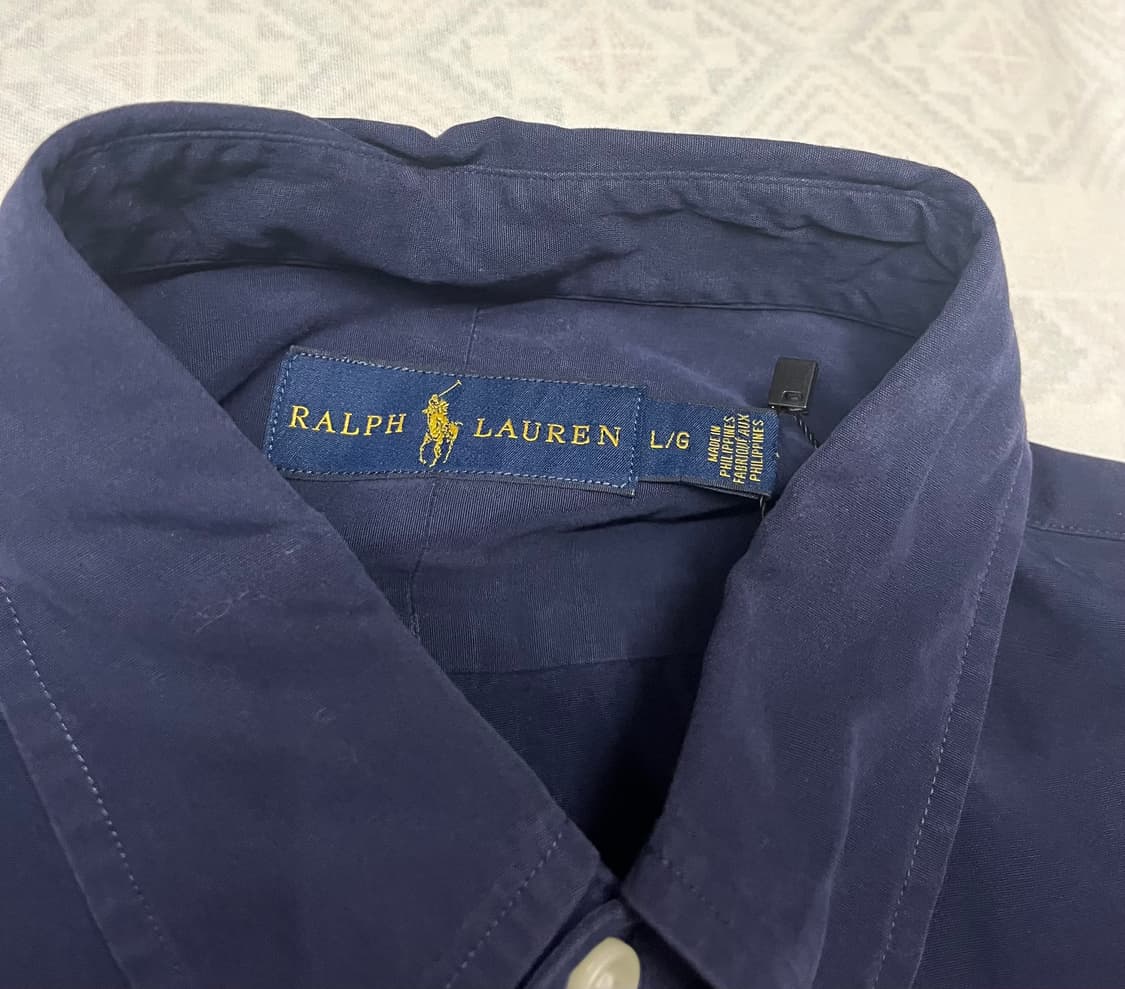 RALPH LAUREN
L/G
MADE IN
PHILIPPINES
FABRIQUÉ AUX
PHILIPPINES